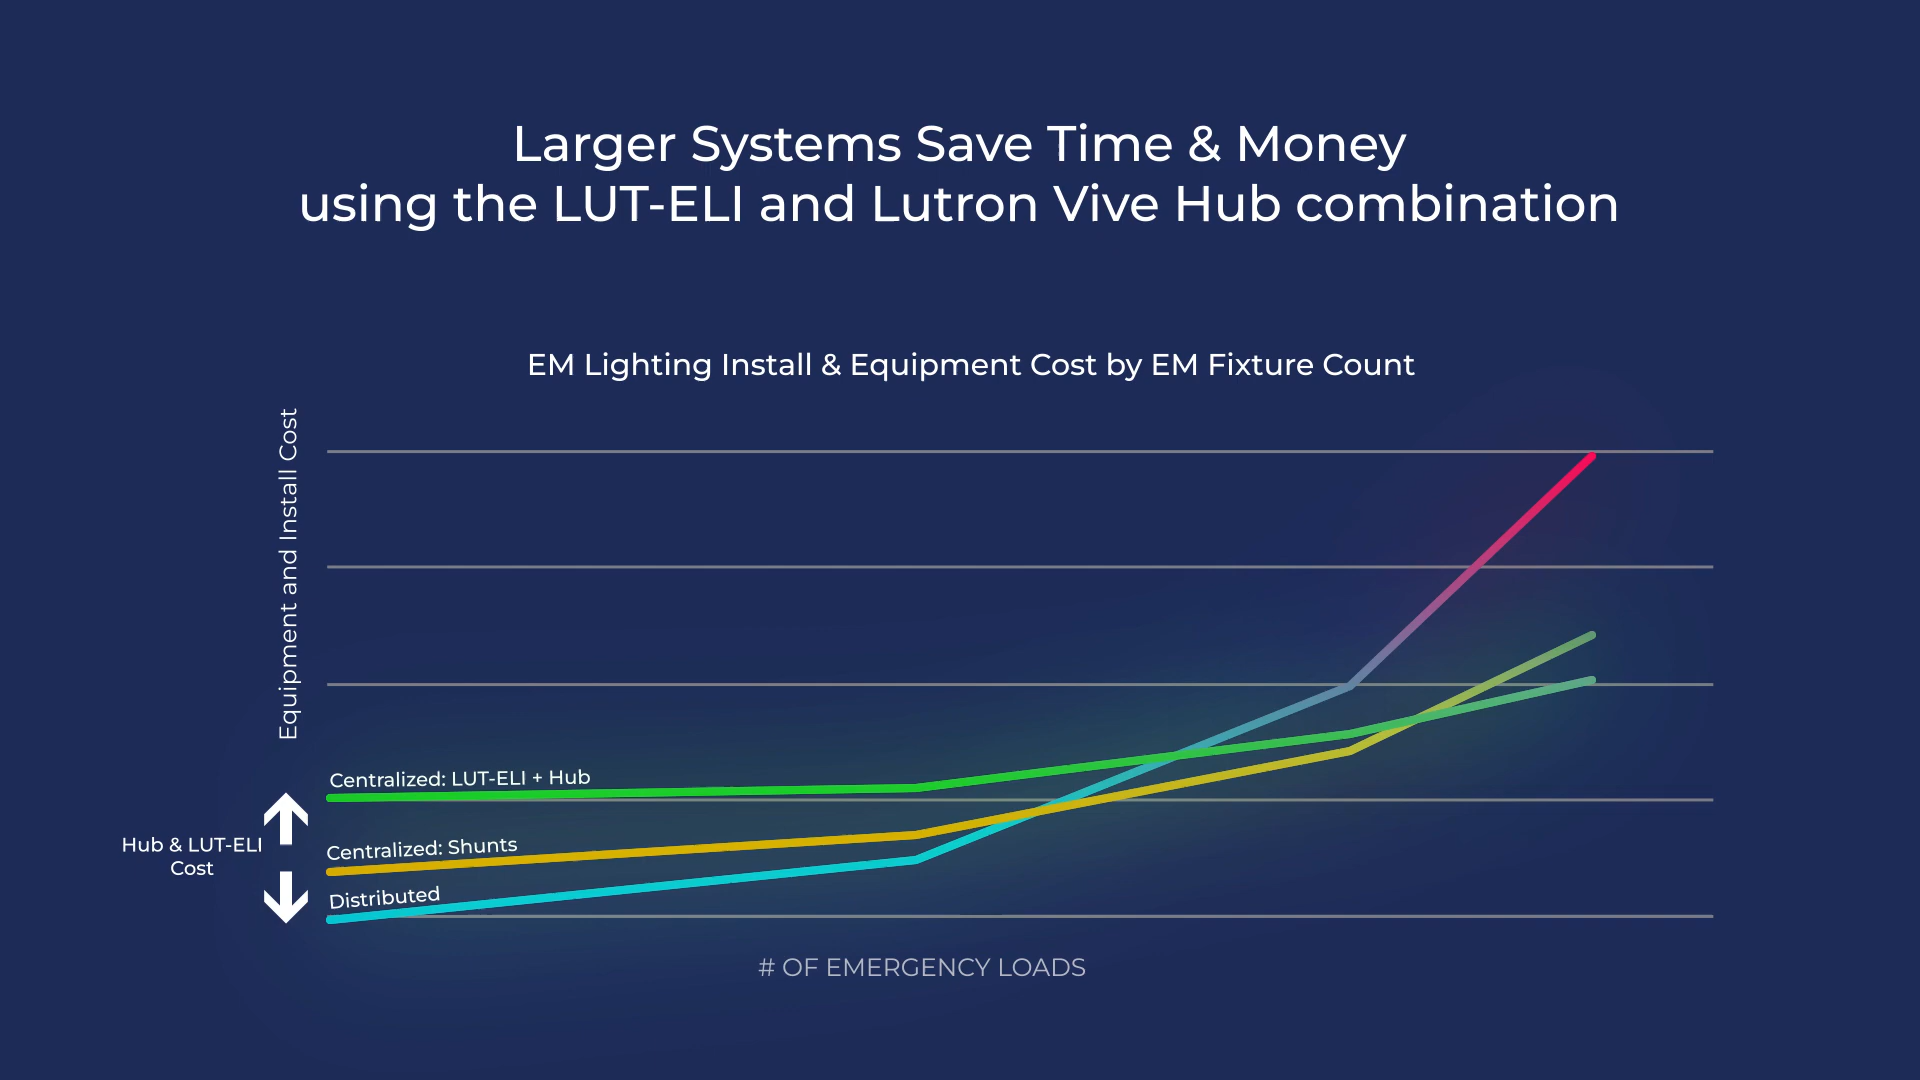 Larger Systems Save Time & Money
using the LUT-ELI and Lutron Vive Hub combination
EM Lighting Install & Equipment Cost by EM Fixture Count
Equipment and Install Cost
Centralized: LUT-ELI + Hub
Hub & LUT-ELI
Cost
Centralized: Shunts
Distributed
# OF EMERGENCY LOADS